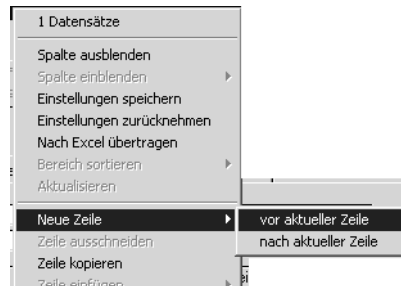 1 Datensätze
Spalte ausblenden
Spalte einblenden
Einstellungen speichern
Einstellungen zurücknehmen
Nach Excel übertragen
Bereich sortieren
Aktualisieren
Neue Zeile
vor aktueller Zeile
Zeile ausschneiden
nach aktueller Zeile
Zeile kopieren
Zeile einfügen